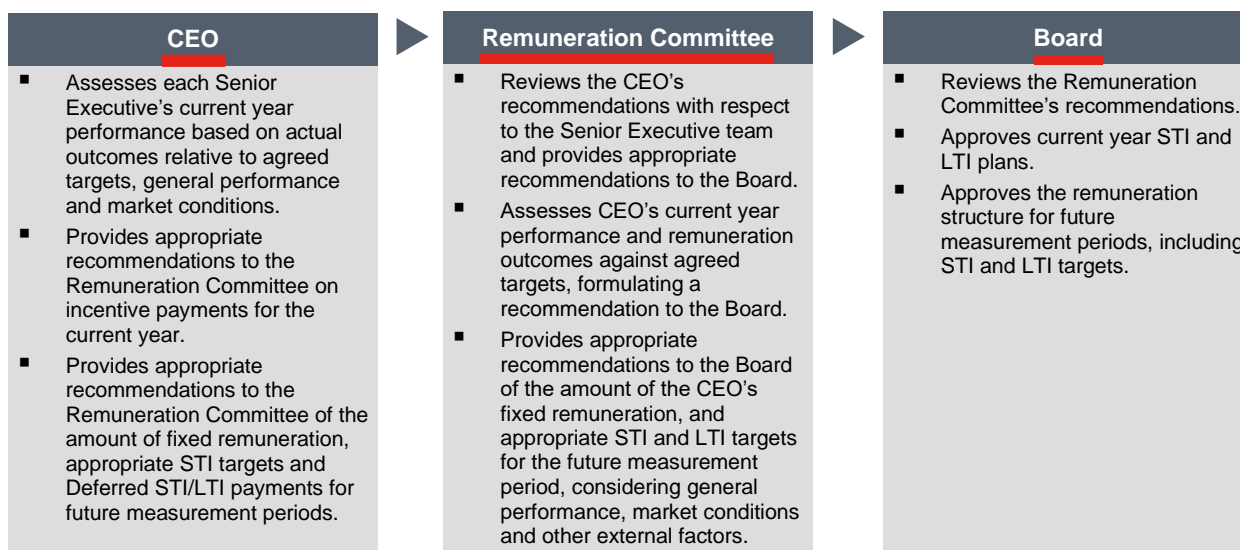 CEO
■ Assesses each Senior
Executive's current year
performance based on actual
outcomes relative to agreed
targets, general performance
and market conditions.
■ Provides appropriate
recommendations to the
Remuneration Committee on
incentive payments for the
current year.
■ Provides appropriate
recommendations to the
Remuneration Committee of the
amount of fixed remuneration,
appropriate STI targets and
Deferred STI/LTI payments for
future measurement periods.
Remuneration Committee
■ Reviews the CEO's
recommendations with respect
to the Senior Executive team
and provides appropriate
recommendations to the Board.
■ Assesses CEO's current year
performance and remuneration
outcomes against agreed
targets, formulating a
recommendation to the Board.
■ Provides appropriate
recommendations to the Board
of the amount of the CEO's
fixed remuneration, and
appropriate STI and LTI targets
for the future measurement
period, considering general
performance, market conditions
and other external factors.
Board
■ Reviews the Remuneration
Committee's recommendations.
■ Approves current year STI and
LTI plans.
■ Approves the remuneration
structure for future
measurement periods, including
STI and LTI targets.